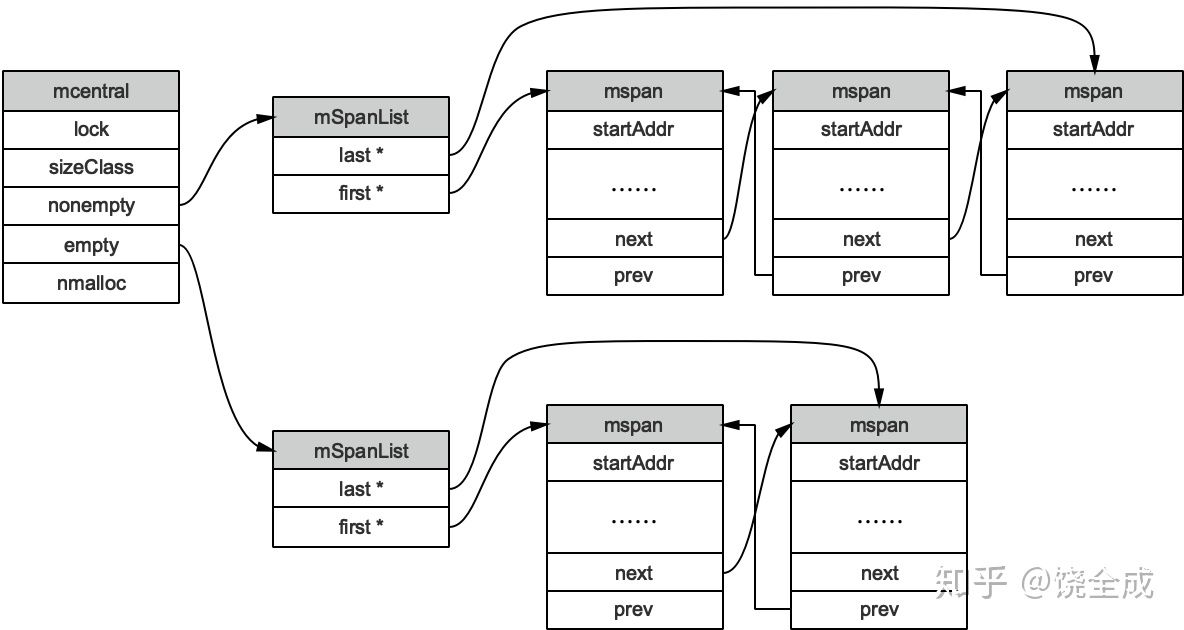 mcentral
lock
sizeClass
nonempty
empty
nmalloc
mSpanList
last *
first *
mspan
startAddr
......
next
prev
mspan
startAddr
......
next
prev
mspan
startAddr
......
next
prev
mSpanList
last *
first *
mspan
startAddr
......
next
prev
mspan
startAddr
......
next
prev
知乎 @饶全成